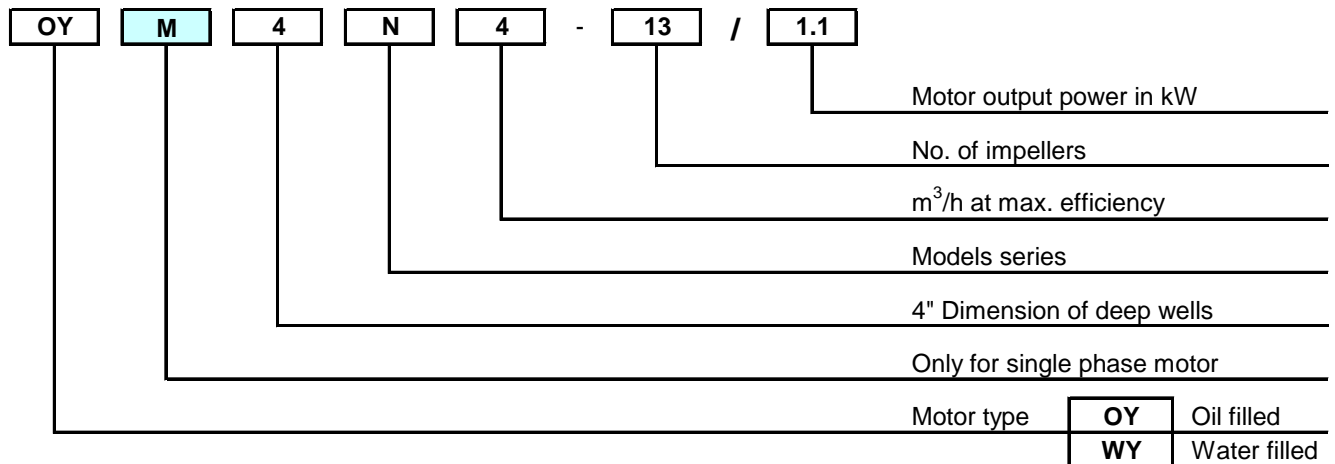 OY M 4 N 4 - 13 / 1.1
Motor output power in kW
No. of impellers
m³/h at max. efficiency
Models series
4" Dimension of deep wells
Only for single phase motor
Motor type OY Oil filled
WY Water filled